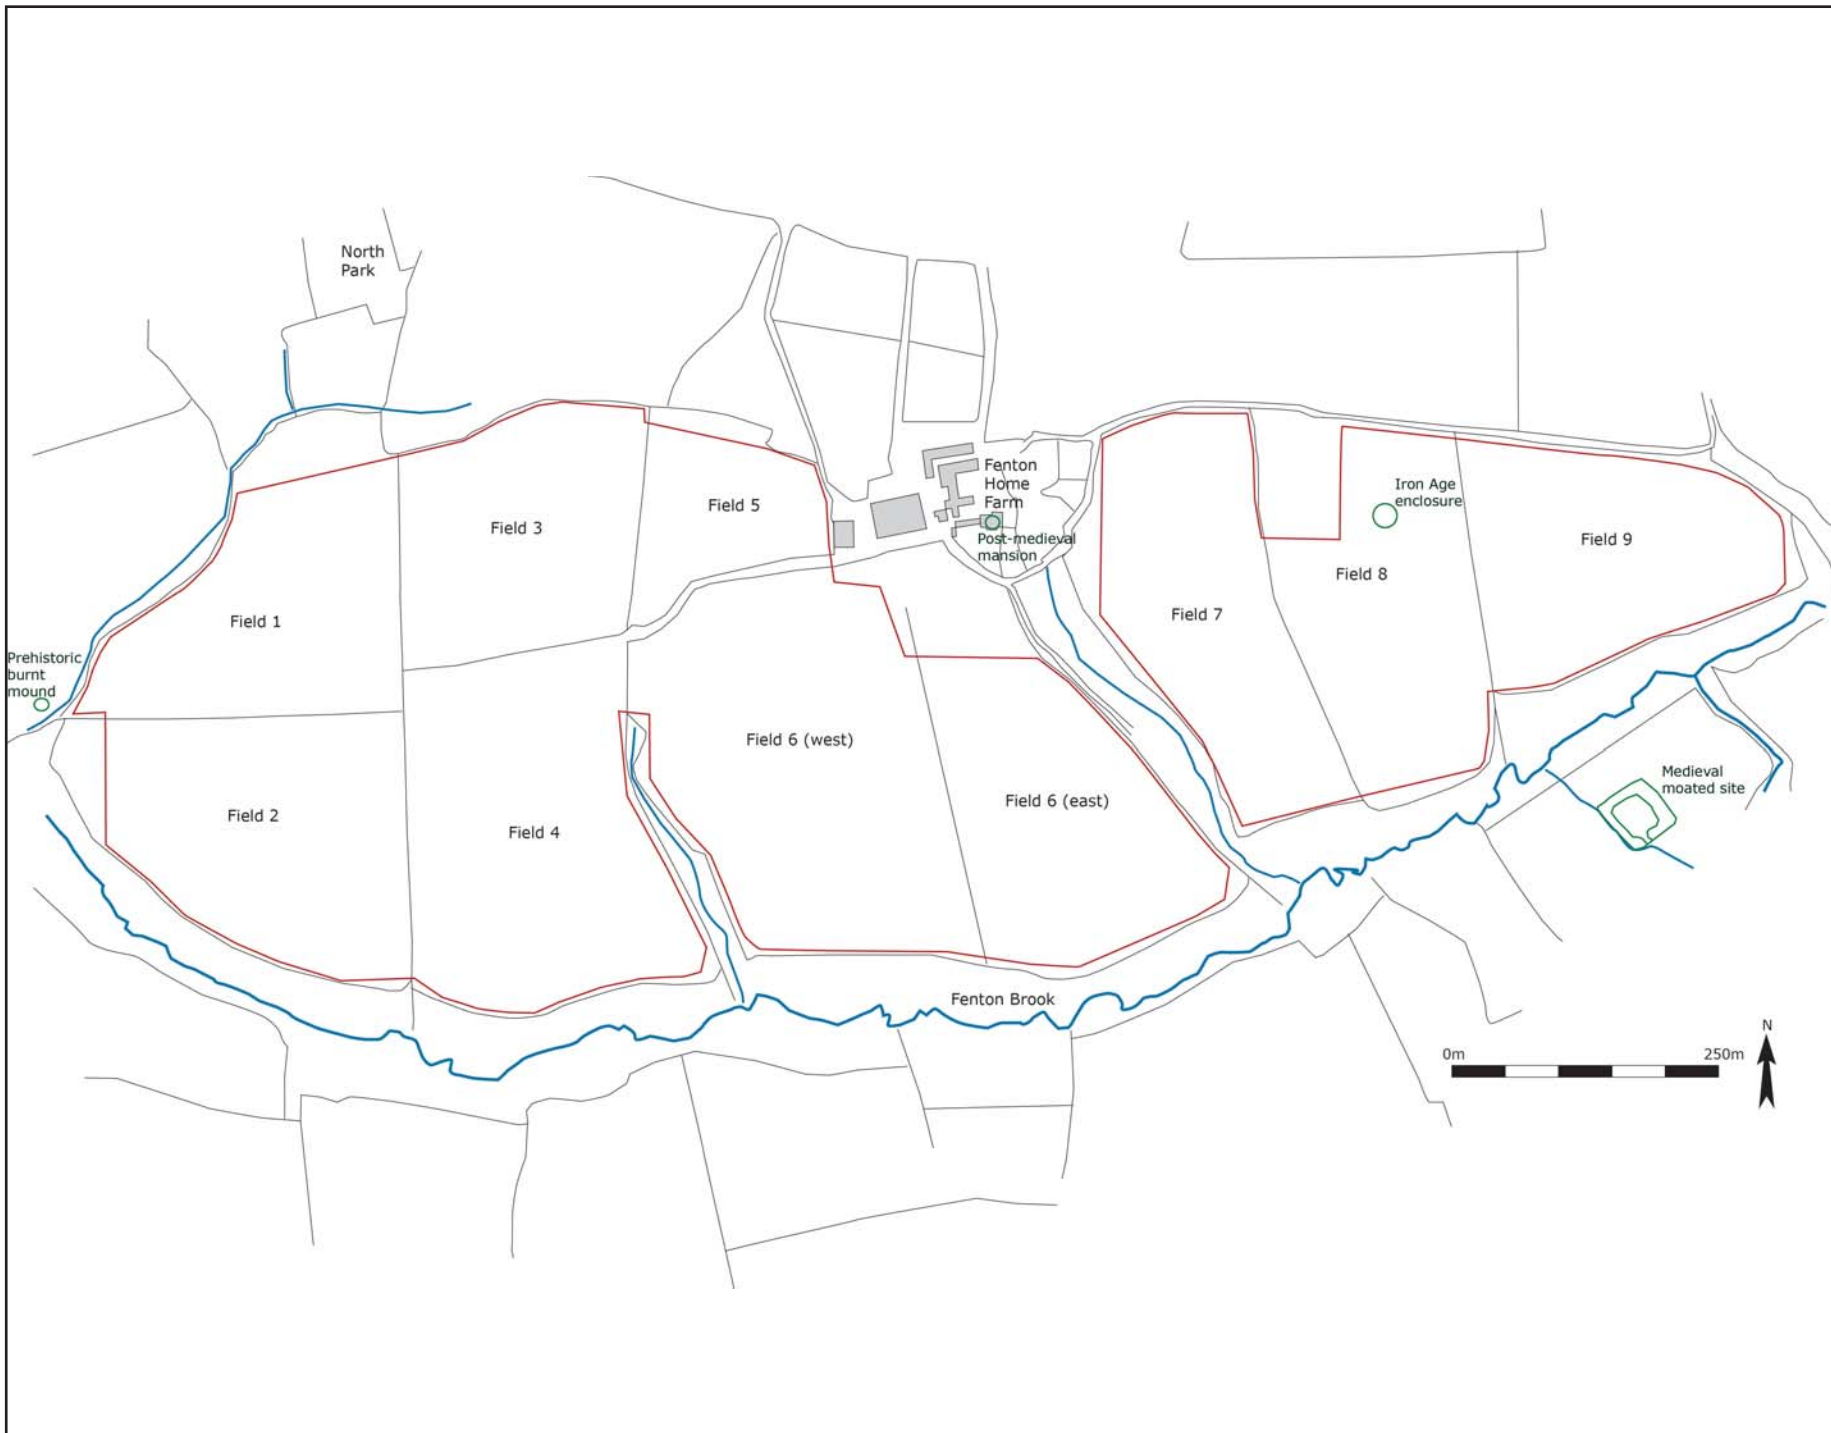 North
Park
Fenton
Home
Farm
Post-medieval
mansion
Iron Age
enclosure
Field 5
Field 3
Field 9
Field 8
Field 7
Field 1
Prehistoric
burnt
mound
Field 6 (west)
Medieval
moated site
Field 6 (east)
Field 2
Field 4
Fenton Brook
N
0m
250m